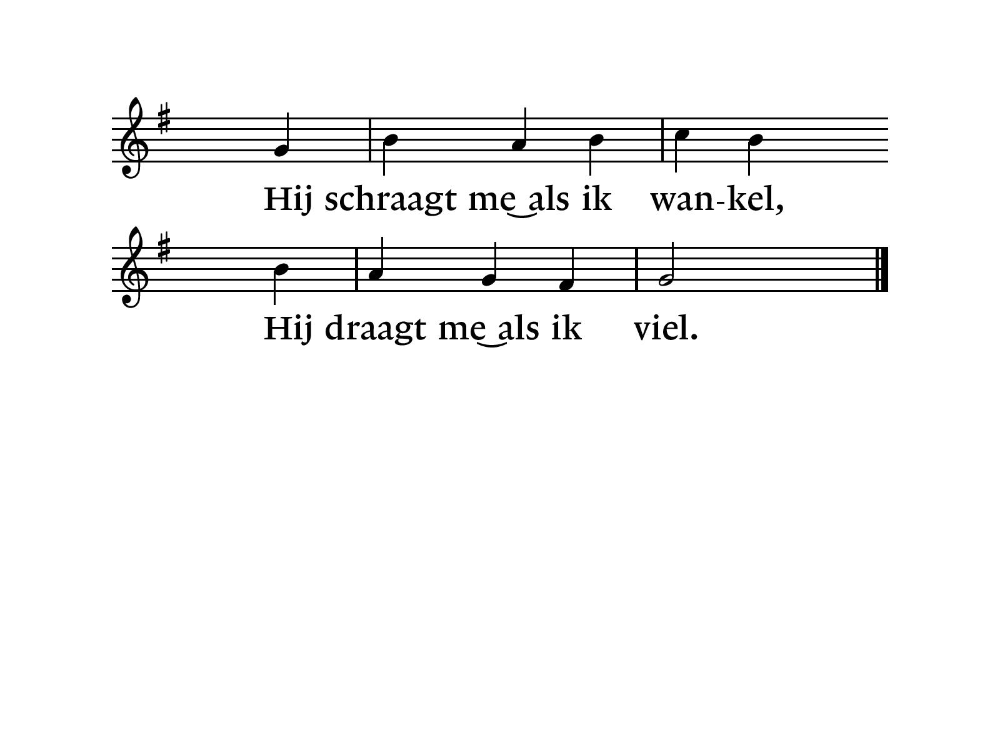 Hij schraagt me‿als ik wan-kel,
Hij draagt me‿als ik viel.